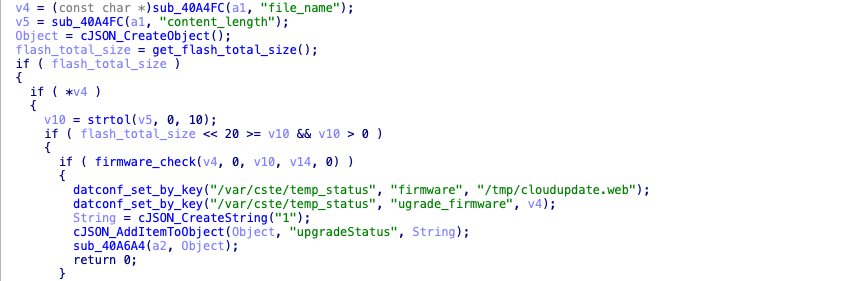 v4 = (const char *)sub_40A4FC(a1, "file_name");
v5 = sub_40A4FC(a1, "content_length");
Object = cJSON_CreateObject();
flash_total_size = get_flash_total_size();
if ( flash_total_size )
{
if ( *v4 )
{
v10 = strtol(v5, 0, 10);
if ( flash_total_size << 20 >= v10 && v10 > 0 )
{
if ( firmware_check(v4, 0, v10, v14, 0) )
{
datconf_set_by_key("/var/cste/temp_status", "firmware", "/tmp/cloudupdate.web");
datconf_set_by_key("/var/cste/temp_status", "ugrade_firmware", v4);
String = cJSON_CreateString("1");
cJSON_AddItemToObject(Object, "upgradeStatus", String);
sub_40A6A4(a2, Object);
return 0;
}